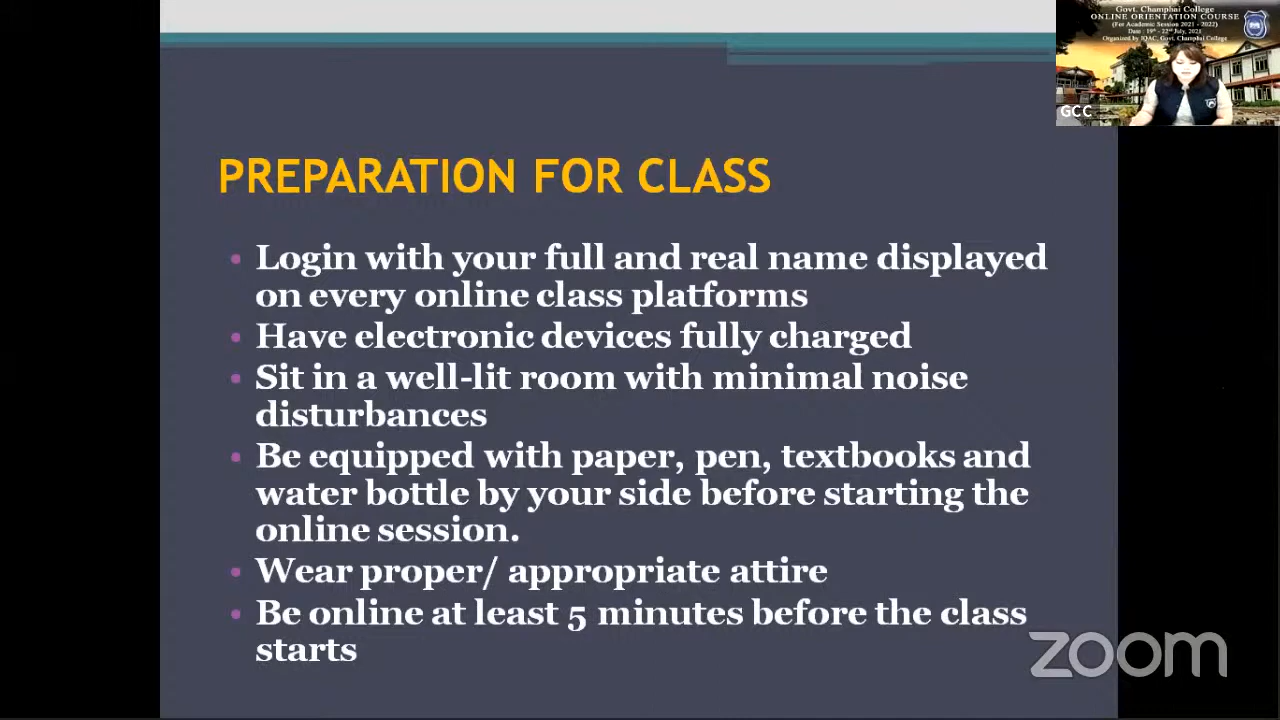 Govt. Champhai College
ONLINE ORIENTATION COURSE
(For Academic Session 2021 - 2022)
Date : 19th - 22nd July, 2021
Organized by IQAC, Govt. Champhai College
GCC
PREPARATION FOR CLASS
• Login with your full and real name displayed
on every online class platforms
• Have electronic devices fully charged
• Sit in a well-lit room with minimal noise
disturbances
• Be equipped with paper, pen, textbooks and
water bottle by your side before starting the
online session.
• Wear proper/ appropriate attire
• Be online at least 5 minutes before the class
starts
zoom